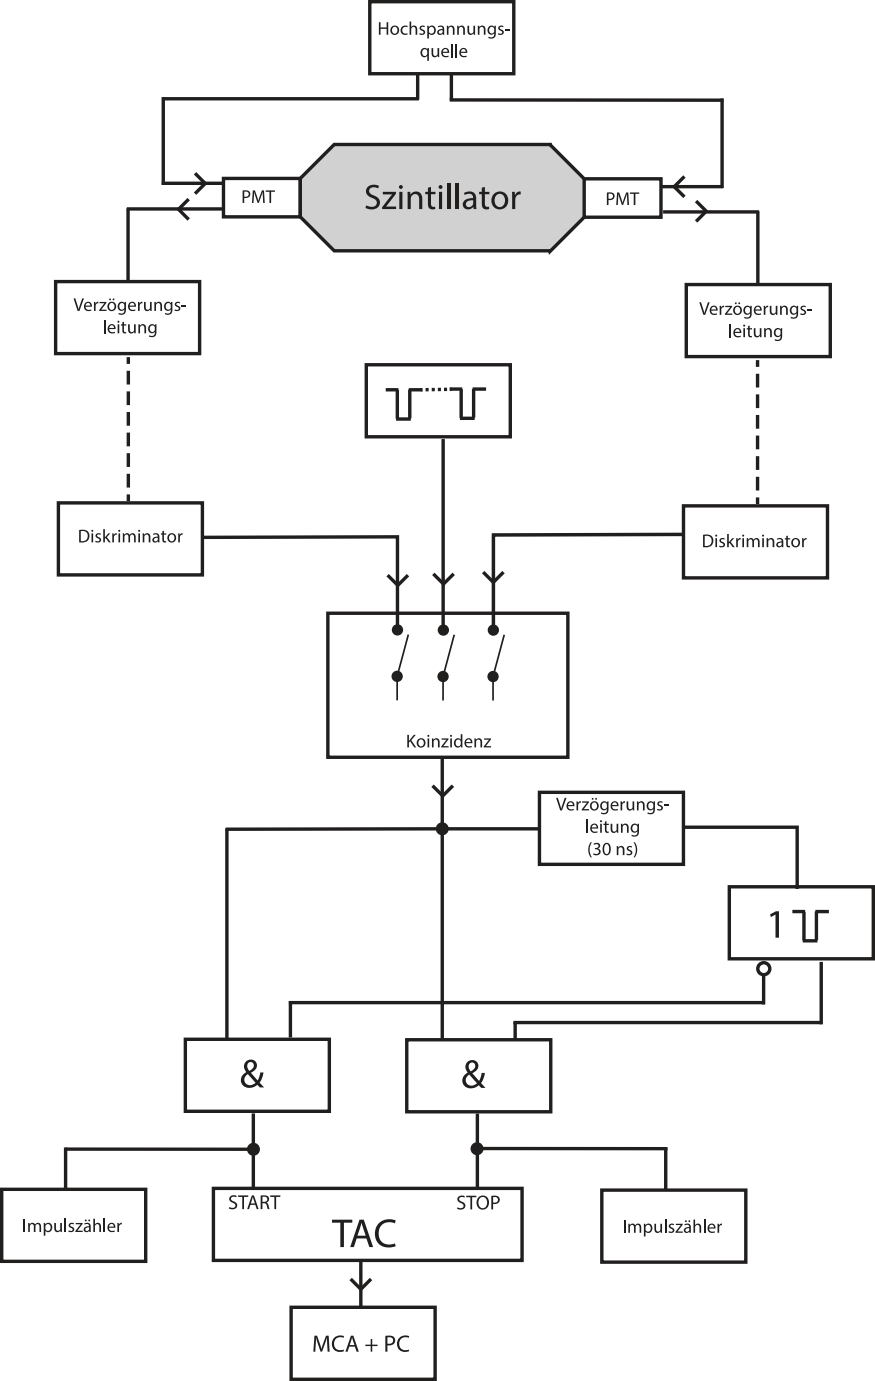 Hochspannungs-
quelle
PMT
Szintillator
PMT
Verzögerungs-
leitung
Verzögerungs-
leitung
Diskriminator
Diskriminator
Koinzidenz
Verzögerungs-
leitung
(30 ns)
1
&
&
Impulszähler
START
STOP
TAC
Impulszähler
MCA + PC